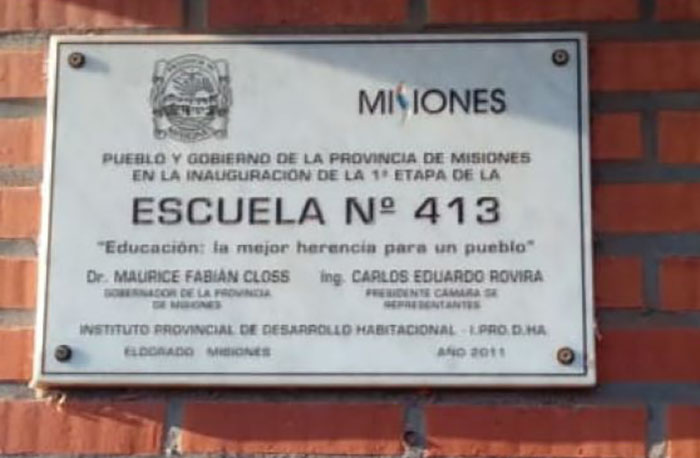 MISIONES
PUEBLO Y GOBIERNO DE LA PROVINCIA DE MISIONES
EN LA INAUGURACIÓN DE LA 1ª ETAPA DE LA
ESCUELA Nº 413
"Educación: la mejor herencia para un pueblo"
Dr. MAURICE FABIÁN CLOSS Ing. CARLOS EDUARDO ROVIRA
GOBERNADOR DE LA PROVINCIA PRESIDENTE CÁMARA DE
DE MISIONES REPRESENTANTES
INSTITUTO PROVINCIAL DE DESARROLLO HABITACIONAL - I.PRO.D.HA
ELDORADO MISIONES AÑO 2011